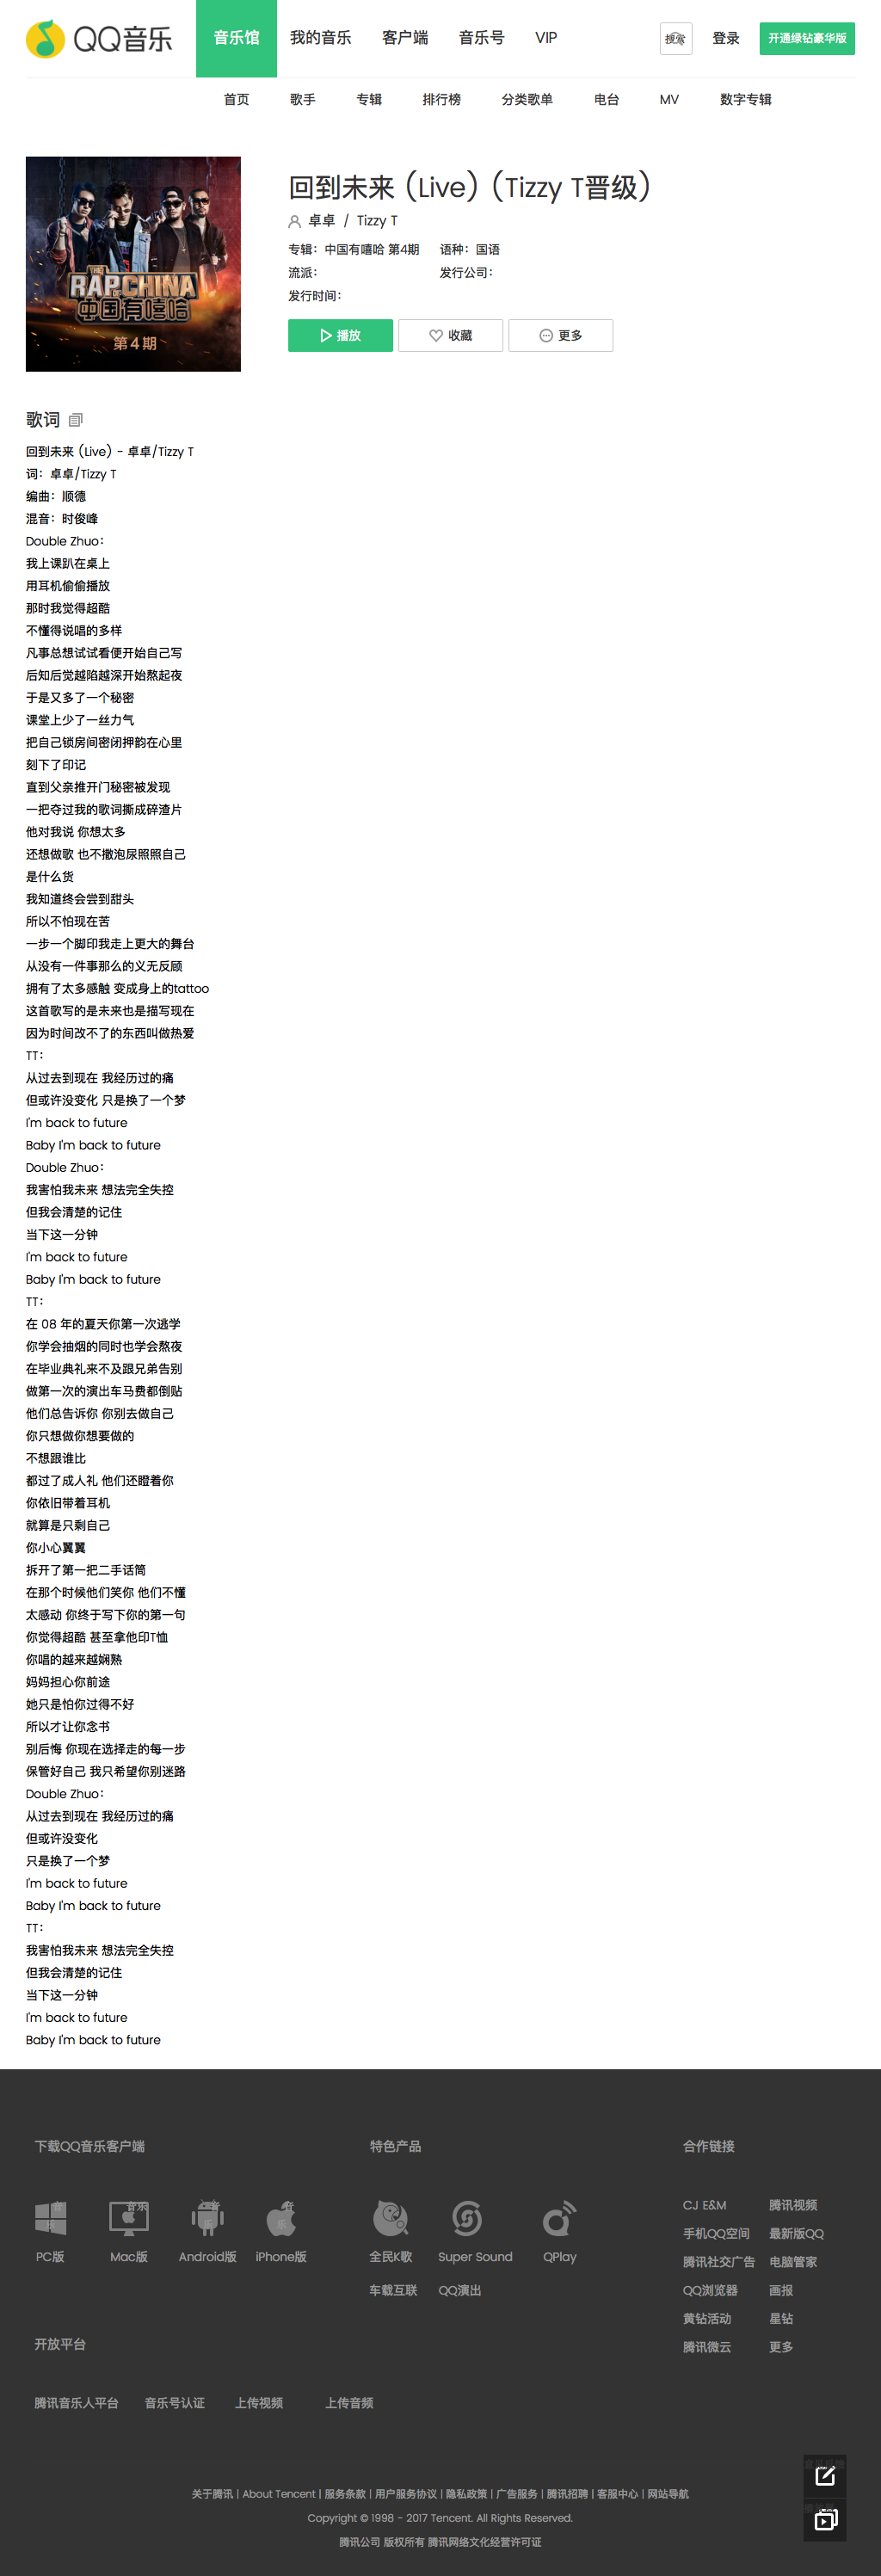 QQ音乐
音乐馆 我的音乐 客户端 音乐号 VIP
搜索 登录 开通绿钻豪华版
首页 歌手 专辑 排行榜 分类歌单 电台 MV 数字专辑
THE RAP OF CHINA
中国有嘻哈
第4期
回到未来 (Live) (Tizzy T晋级)
卓卓 / Tizzy T
专辑：中国有嘻哈 第4期 语种：国语
流派： 发行公司：
发行时间：
播放 收藏 更多
歌词
回到未来 (Live) - 卓卓/Tizzy T
词：卓卓/Tizzy T
编曲：顺德
混音：时俊峰
Double Zhuo：
我上课趴在桌上
用耳机偷偷播放
那时我觉得超酷
不懂得说唱的多样
凡事总想试试看便开始自己写
后知后觉越陷越深开始熬起夜
于是又多了一个秘密
课堂上少了一丝力气
把自己锁房间密闭押韵在心里
刻下了印记
直到父亲推开门秘密被发现
一把夺过我的歌词撕成碎渣片
他对我说 你想太多
还想做歌 也不撒泡尿照照自己
是什么货
我知道终会尝到甜头
所以不怕现在苦
一步一个脚印我走上更大的舞台
从没有一件事那么的义无反顾
拥有了太多感触 变成身上的tattoo
这首歌写的是未来也是描写现在
因为时间改不了的东西叫做热爱
TT：
从过去到现在 我经历过的痛
但或许没变化 只是换了一个梦
I'm back to future
Baby I'm back to future
Double Zhuo：
我害怕我未来 想法完全失控
但我会清楚的记住
当下这一分钟
I'm back to future
Baby I'm back to future
TT：
在 08 年的夏天你第一次逃学
你学会抽烟的同时也学会熬夜
在毕业典礼来不及跟兄弟告别
做第一次的演出车马费都倒贴
他们总告诉你 你别去做自己
你只想做你想要做的
不想跟谁比
都过了成人礼 他们还瞪着你
你依旧带着耳机
就算是只剩自己
你小心翼翼
拆开了第一把二手话筒
在那个时候他们笑你 他们不懂
太感动 你终于写下你的第一句
你觉得超酷 甚至拿他印T恤
你唱的越来越娴熟
妈妈担心你前途
她只是怕你过得不好
所以才让你念书
别后悔 你现在选择走的每一步
保管好自己 我只希望你别迷路
Double Zhuo：
从过去到现在 我经历过的痛
但或许没变化
只是换了一个梦
I'm back to future
Baby I'm back to future
TT：
我害怕我未来 想法完全失控
但我会清楚的记住
当下这一分钟
I'm back to future
Baby I'm back to future
下载QQ音乐客户端 特色产品 合作链接
音乐 音乐 音乐 音乐
PC版 Mac版 Android版 iPhone版
全民K歌 Super Sound QPlay
车载互联 QQ演出
CJ E&M 腾讯视频
手机QQ空间 最新版QQ
腾讯社交广告 电脑管家
QQ浏览器 画报
黄钻活动 星钻
腾讯微云 更多
开放平台
腾讯音乐人平台 音乐号认证 上传视频 上传音频
关于腾讯 | About Tencent | 服务条款 | 用户服务协议 | 隐私政策 | 广告服务 | 腾讯招聘 | 客服中心 | 网站导航
Copyright © 1998 - 2017 Tencent. All Rights Reserved.
腾讯公司 版权所有 腾讯网络文化经营许可证